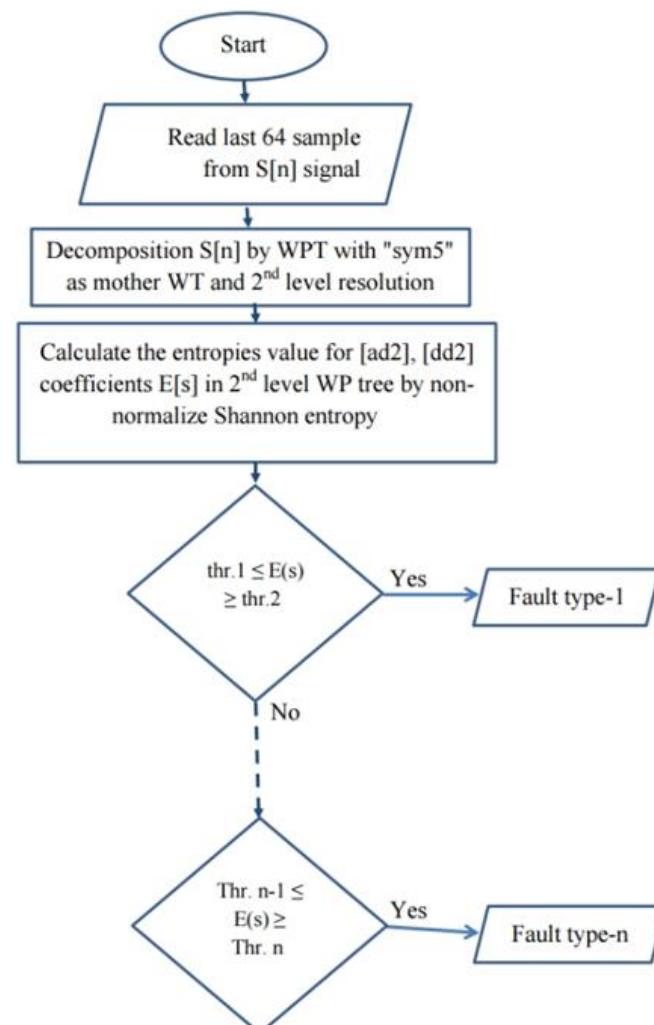 Start
Read last 64 sample
from S[n] signal
Decomposition S[n] by WPT with "sym5"
as mother WT and 2nd level resolution
Calculate the entropies value for [ad2], [dd2]
coefficients E[s] in 2nd level WP tree by non-
normalize Shannon entropy
thr.1 ≤ E(s)
≥ thr.2
Yes
Fault type-1
No
Thr. n-1 ≤
E(s) ≥
Thr. n
Yes
Fault type-n